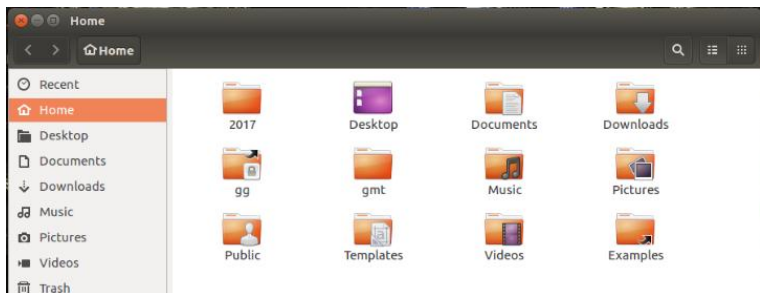 Home
Home
Recent
Home
Desktop
Documents
Downloads
Music
Pictures
Videos
Trash
2017 Desktop Documents Downloads
gg gmt Music Pictures
Public Templates Videos Examples